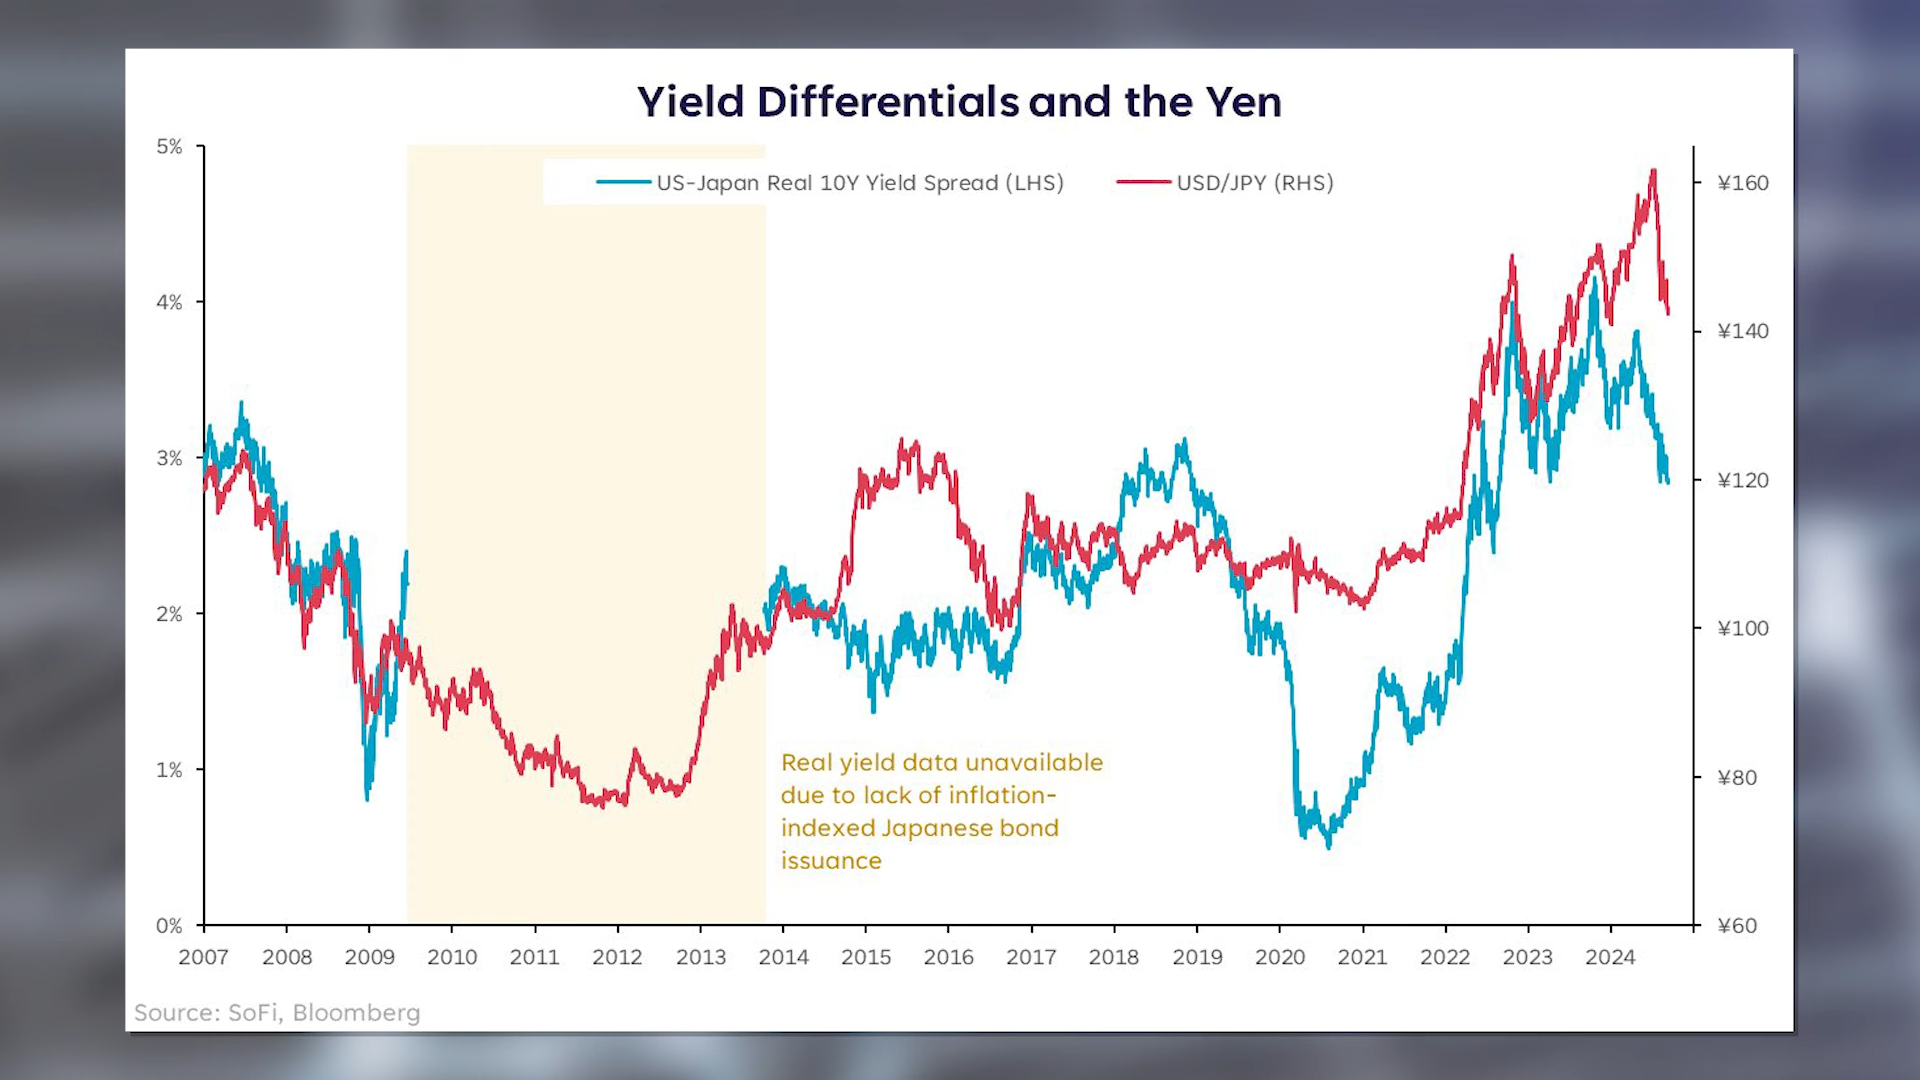 Yield Differentials and the Yen
US-Japan Real 10Y Yield Spread (LHS)
USD/JPY (RHS)
5%
4%
3%
2%
1%
0%
¥160
¥140
¥120
¥100
¥80
¥60
Real yield data unavailable
due to lack of inflation-
indexed Japanese bond
issuance
2007 2008 2009 2010 2011 2012 2013 2014 2015 2016 2017 2018 2019 2020 2021 2022 2023 2024
Source: SoFi, Bloomberg